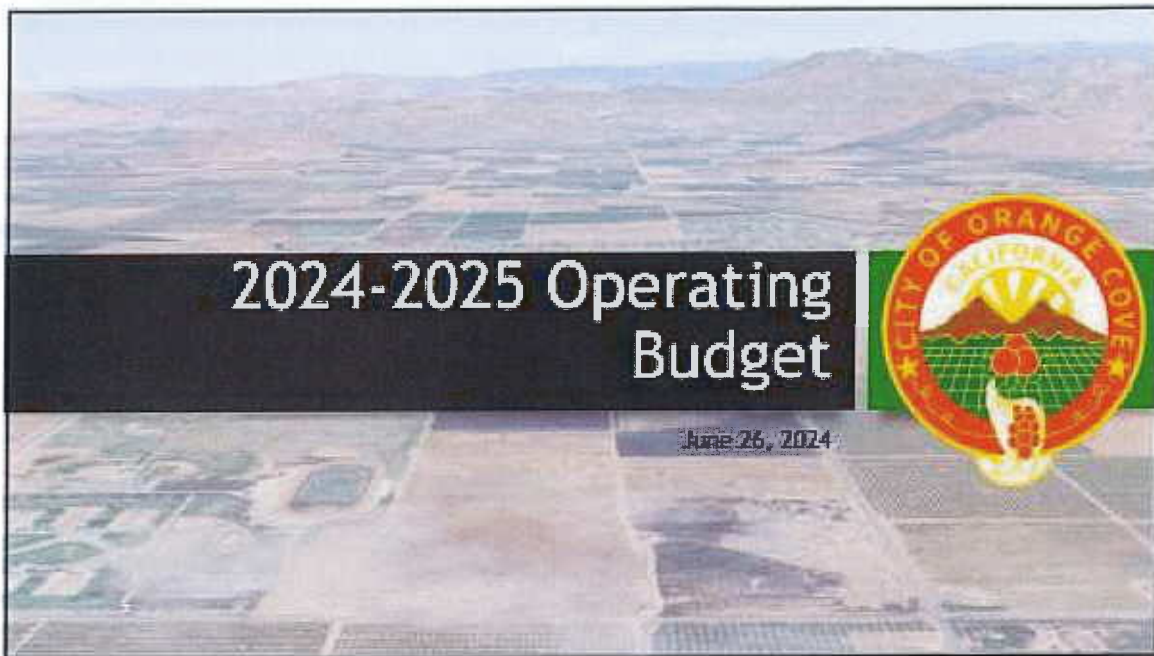 2024-2025 Operating
Budget
June 26, 2024
CITY OF ORANGE COVE
CALIFORNIA